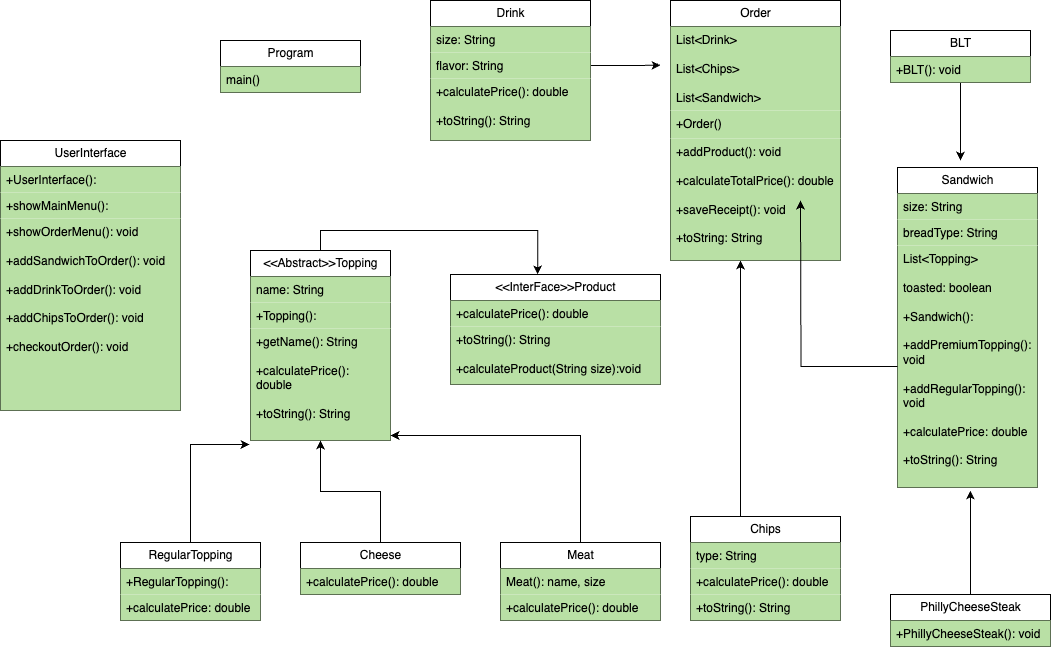 Program
main()
Drink
size: String
flavor: String
+calculatePrice(): double
+toString(): String
Order
List<Drink>
List<Chips>
List<Sandwich>
+Order()
+addProduct(): void
+calculateTotalPrice(): double
+saveReceipt(): void
+toString: String
BLT
+BLT(): void
UserInterface
+UserInterface():
+showMainMenu():
+showOrderMenu(): void
+addSandwichToOrder(): void
+addDrinkToOrder(): void
+addChipsToOrder(): void
+checkoutOrder(): void
<<Abstract>>Topping
name: String
+Topping():
+getName(): String
+calculatePrice():
double
+toString(): String
<<InterFace>>Product
+calculatePrice(): double
+toString(): String
+calculateProduct(String size):void
Sandwich
size: String
breadType: String
List<Topping>
toasted: boolean
+Sandwich():
+addPremiumTopping():
void
+addRegularTopping():
void
+calculatePrice: double
+toString(): String
RegularTopping
+RegularTopping():
+calculatePrice: double
Cheese
+calculatePrice(): double
Meat
Meat(): name, size
+calculatePrice(): double
Chips
type: String
+calculatePrice(): double
+toString(): String
PhillyCheeseSteak
+PhillyCheeseSteak(): void